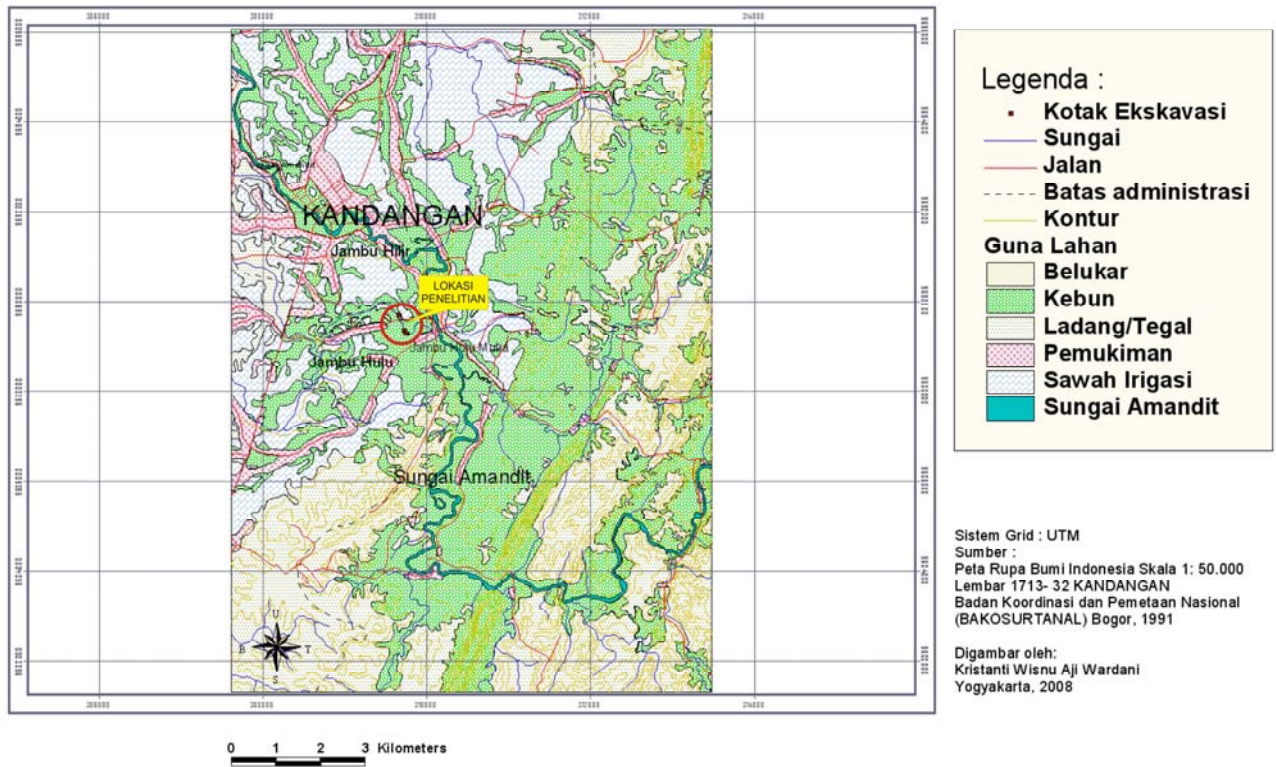 KANDANGAN
Jambu Hilir
LOKASI
PENELITIAN
Jambu Hulu Muka
Jambu Hulu
Sungai Amandit
U
B
T
S
0 1 2 3 Kilometers
Legenda :
Kotak Ekskavasi
Sungai
Jalan
Batas administrasi
Kontur
Guna Lahan
Belukar
Kebun
Ladang/Tegal
Pemukiman
Sawah Irigasi
Sungai Amandit
Sistem Grid : UTM
Sumber :
Peta Rupa Bumi Indonesia Skala 1: 50.000
Lembar 1713- 32 KANDANGAN
Badan Koordinasi dan Pemetaan Nasional
(BAKOSURTANAL) Bogor, 1991
Digambar oleh:
Kristanti Wisnu Aji Wardani
Yogyakarta, 2008